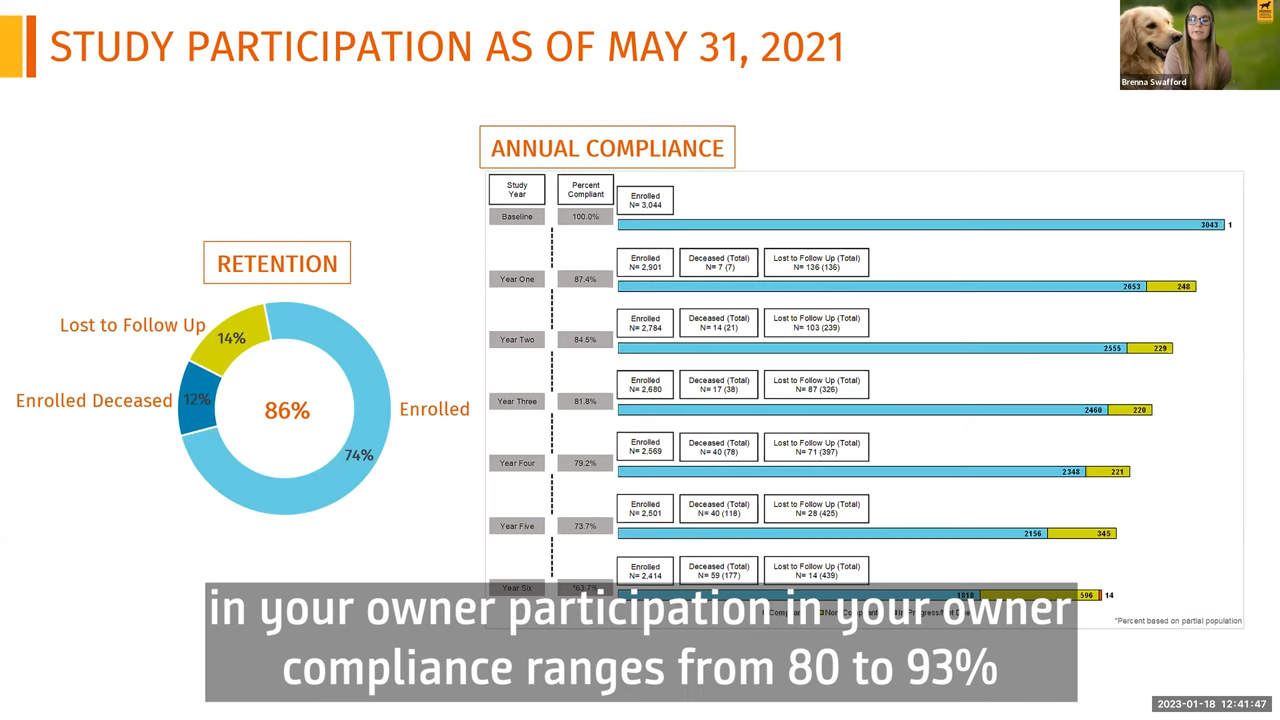 STUDY PARTICIPATION AS OF MAY 31, 2021
Brenna Swafford
ANNUAL COMPLIANCE
RETENTION
Lost to Follow Up
14%
Enrolled Deceased
12%
86%
Enrolled
74%
Study Year
Percent Compliant
Enrolled
N= 3,044
Baseline
100.0%
3043
1
Enrolled
N= 2,901
Deceased (Total)
N= 7 (7)
Lost to Follow Up (Total)
N= 136 (136)
Year One
87.4%
2653
248
Enrolled
N= 2,784
Deceased (Total)
N= 14 (21)
Lost to Follow Up (Total)
N= 103 (239)
Year Two
84.5%
2555
229
Enrolled
N= 2,680
Deceased (Total)
N= 17 (38)
Lost to Follow Up (Total)
N= 87 (326)
Year Three
81.8%
2460
220
Enrolled
N= 2,569
Deceased (Total)
N= 40 (78)
Lost to Follow Up (Total)
N= 71 (397)
Year Four
79.2%
2348
221
Enrolled
N= 2,501
Deceased (Total)
N= 40 (118)
Lost to Follow Up (Total)
N= 28 (425)
Year Five
73.7%
2156
345
Enrolled
N= 2,414
Deceased (Total)
N= 59 (177)
Lost to Follow Up (Total)
N= 14 (439)
Year Six
*63.7%
1818
596
14
*Percent based on partial population
in your owner participation in your owner
compliance ranges from 80 to 93%
2023-01-18 12:41:47